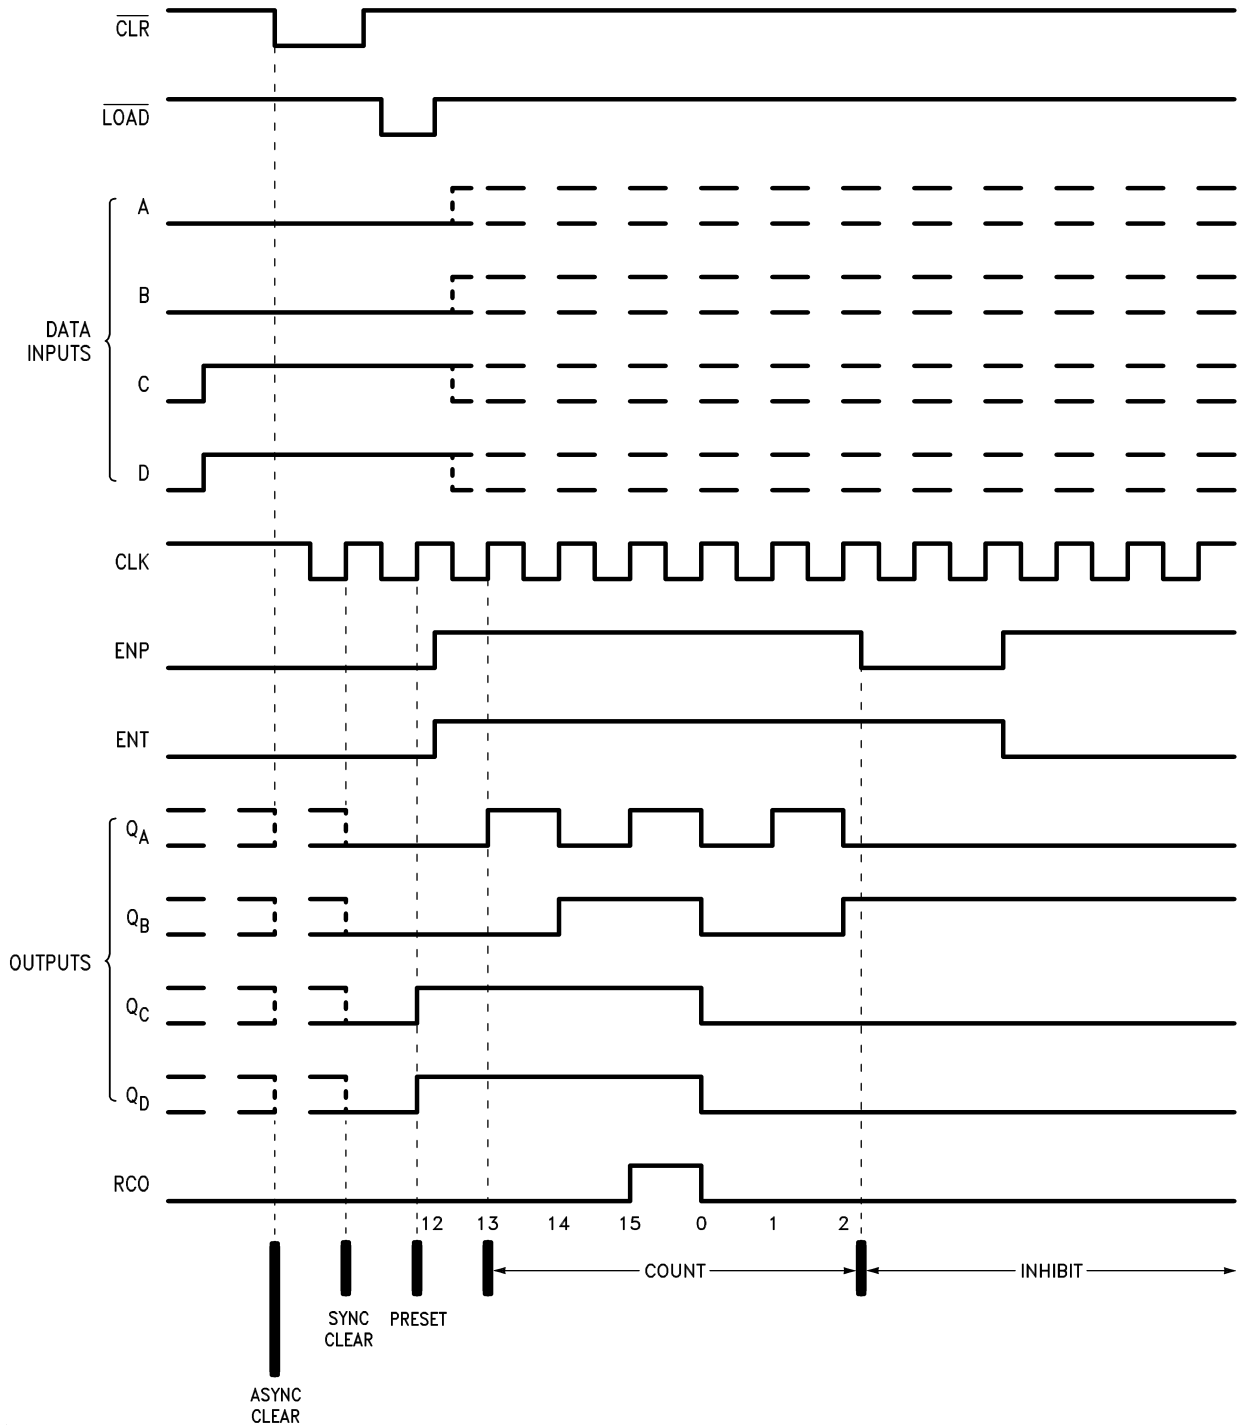 CLR
LOAD
A
B
DATA
INPUTS
C
D
CLK
ENP
ENT
QA
QB
OUTPUTS
QC
QD
RCO
12 13 14 15 0 1 2
COUNT INHIBIT
SYNC
CLEAR
PRESET
ASYNC
CLEAR